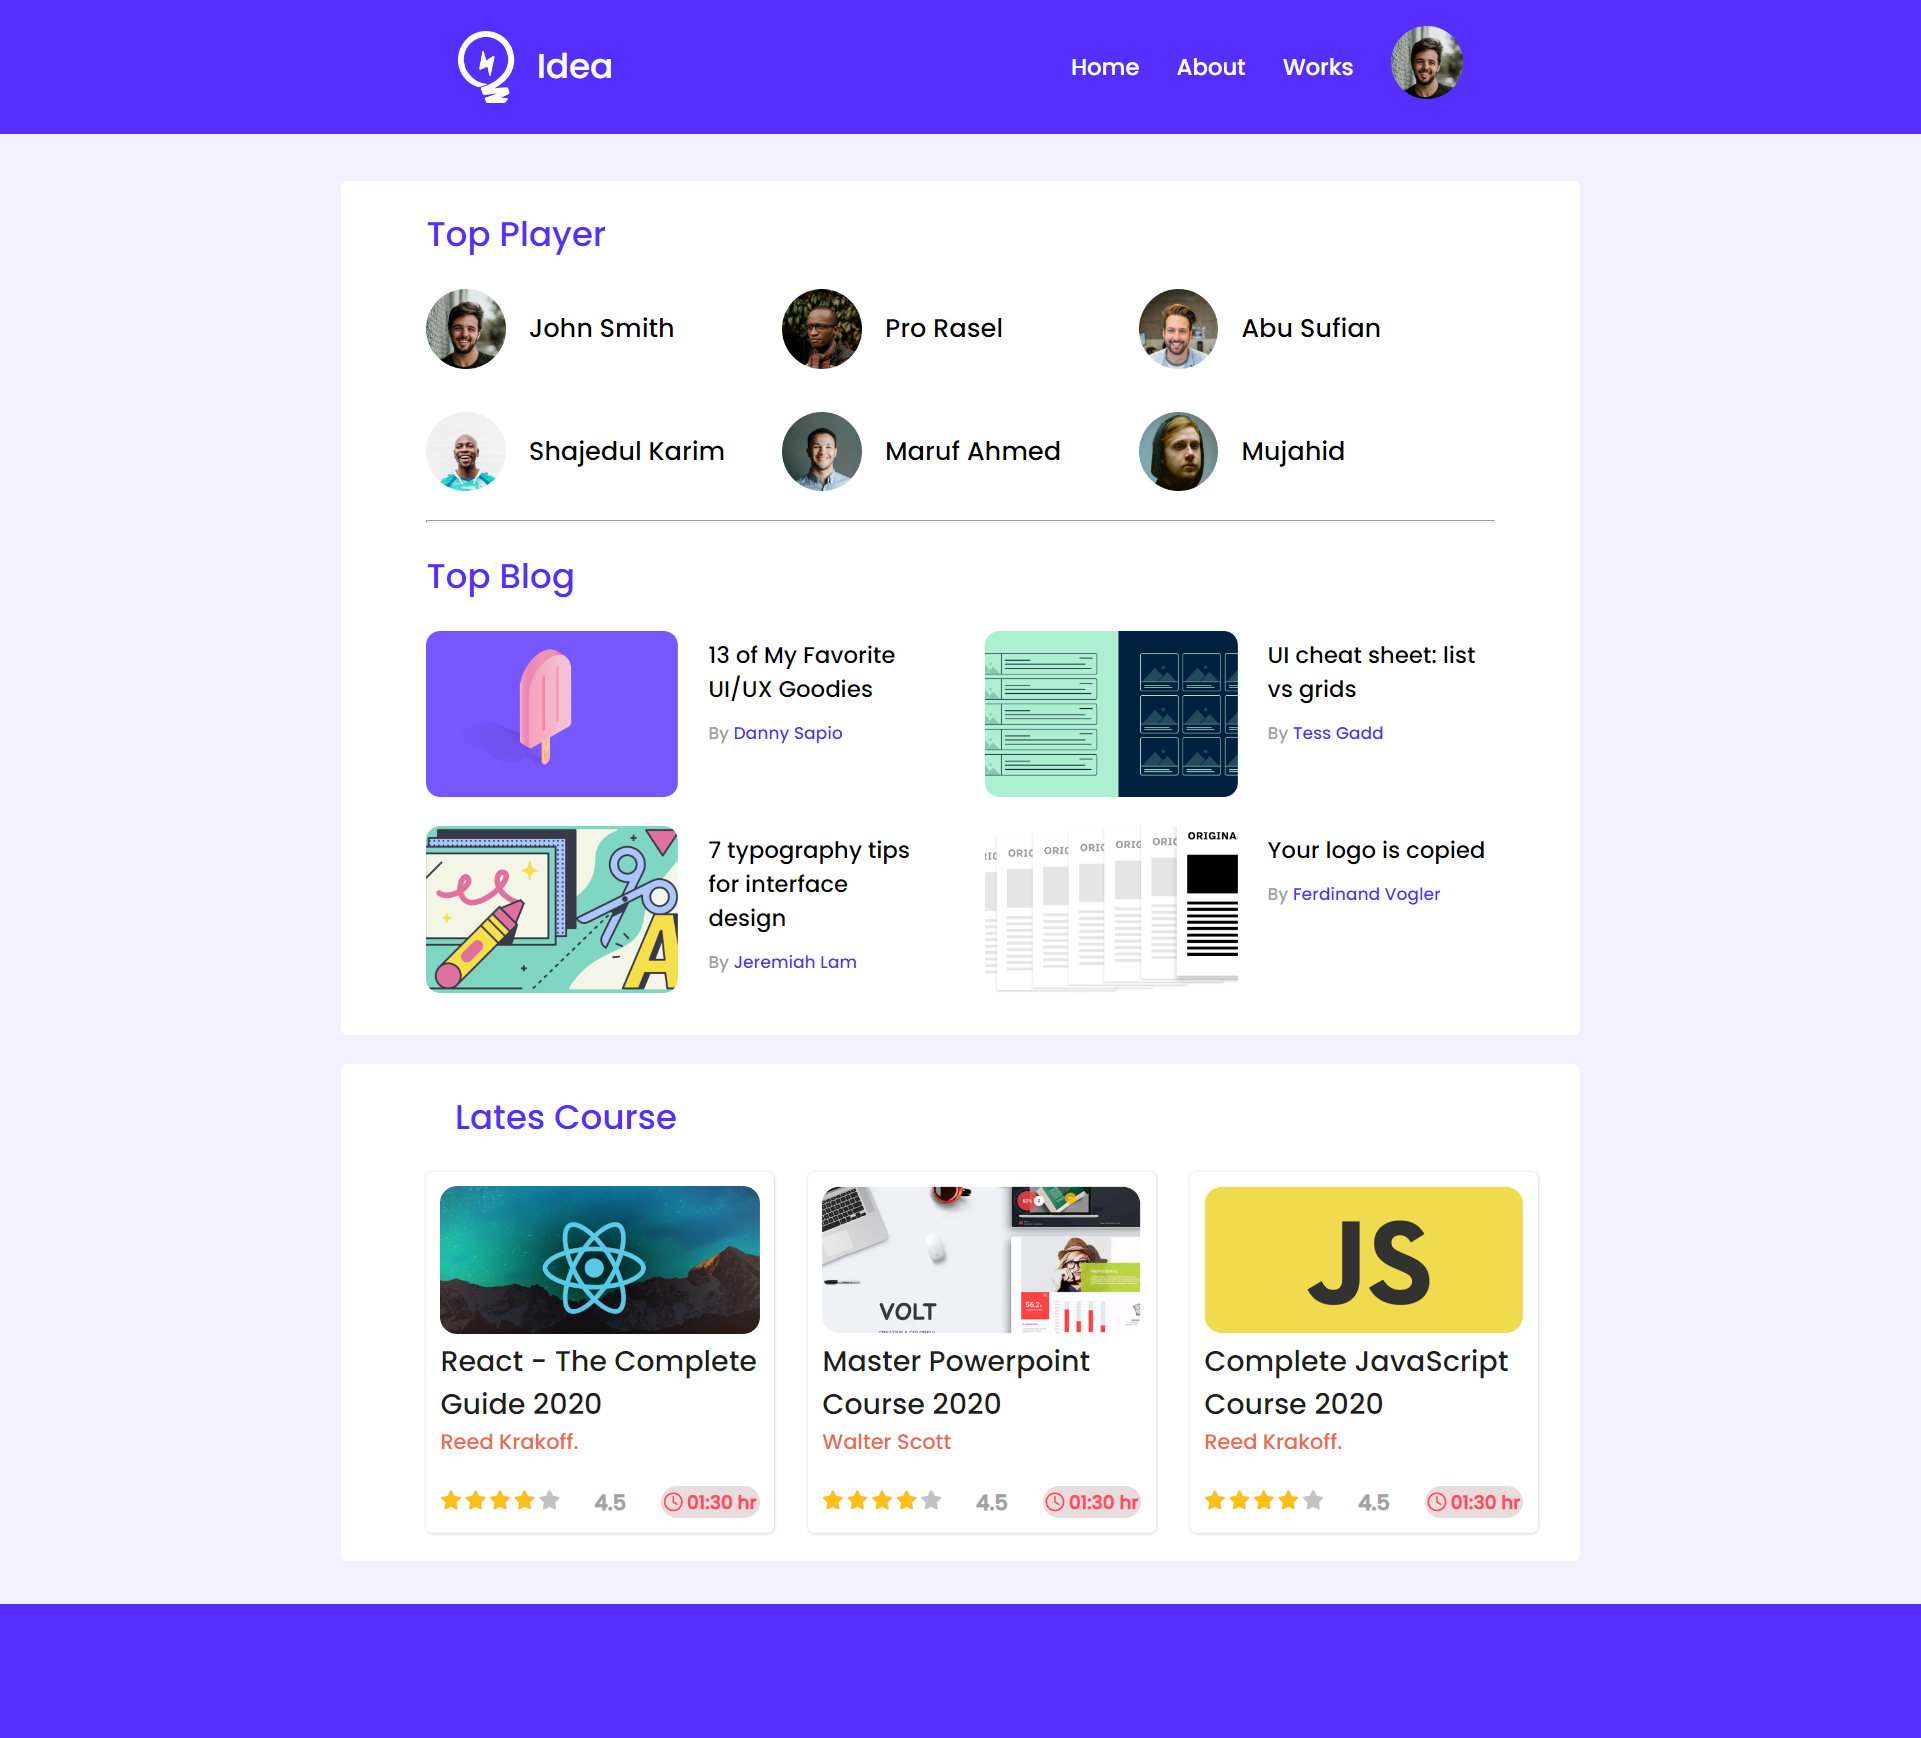 Idea
Home
About
Works
Top Player
John Smith
Pro Rasel
Abu Sufian
Shajedul Karim
Maruf Ahmed
Mujahid
Top Blog
13 of My Favorite
UI/UX Goodies
By Danny Sapio
UI cheat sheet: list
vs grids
By Tess Gadd
7 typography tips
for interface
design
By Jeremiah Lam
ORIGINA
Your logo is copied
By Ferdinand Vogler
Lates Course
VOLT
JS
React - The Complete
Guide 2020
Reed Krakoff.
4.5
01:30 hr
Master Powerpoint
Course 2020
Walter Scott
4.5
01:30 hr
Complete JavaScript
Course 2020
Reed Krakoff.
4.5
01:30 hr